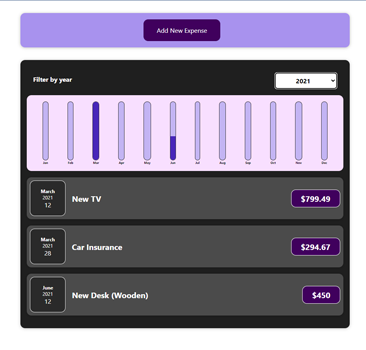 Add New Expense
Filter by year
2021
Jan Feb Mar Apr May Jun Jul Aug Sep Oct Nov Dec
March
2021
12
New TV
$799.49
March
2021
28
Car Insurance
$294.67
June
2021
12
New Desk (Wooden)
$450